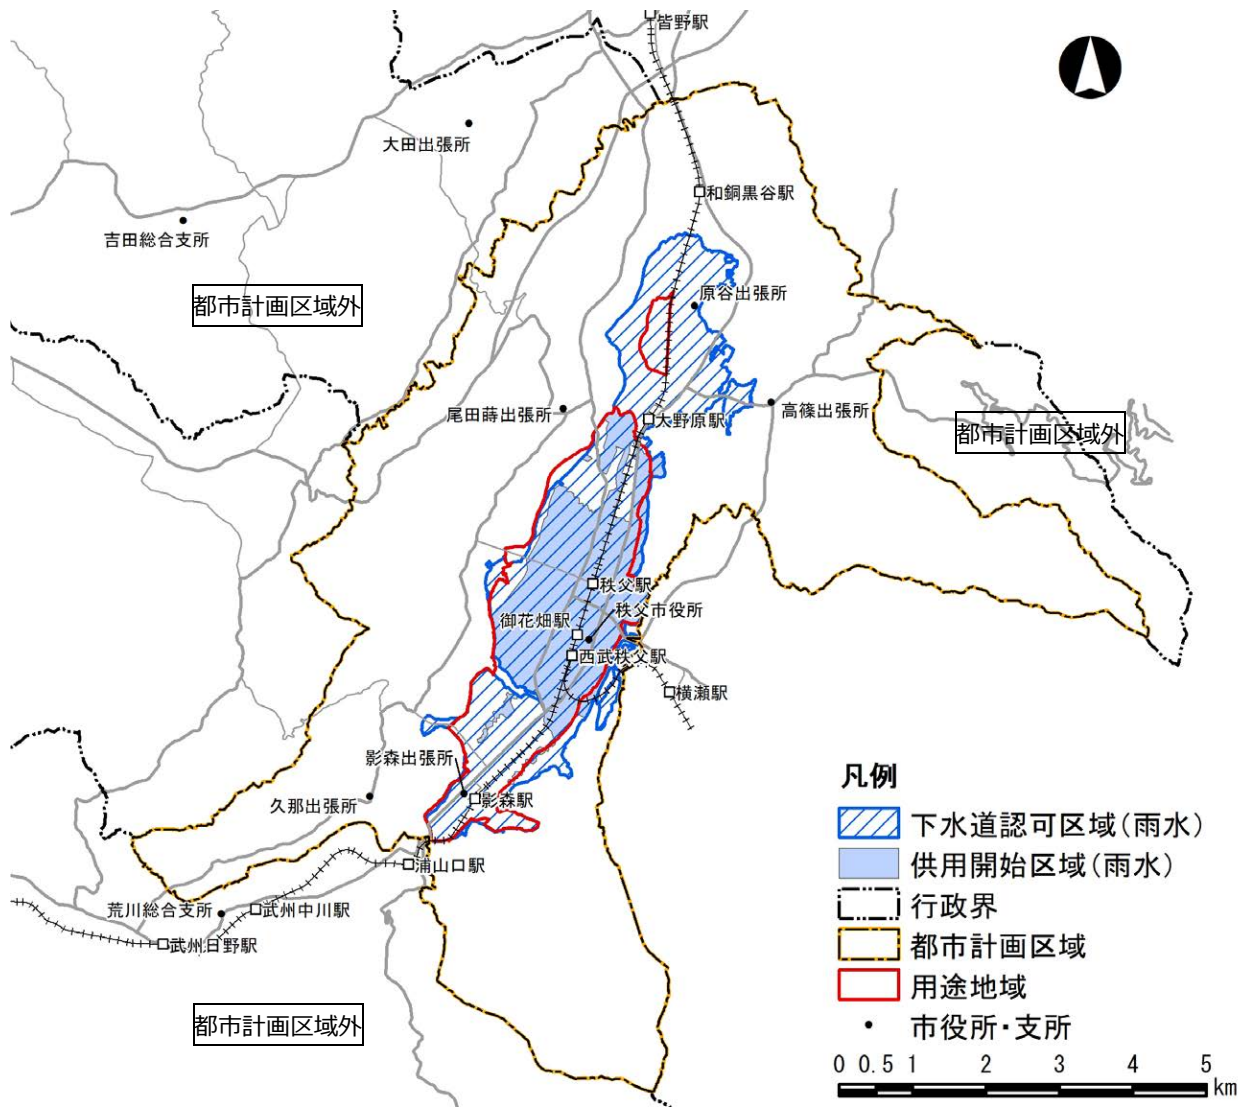 皆野駅
大田出張所
和銅黒谷駅
吉田総合支所
都市計画区域外
原谷出張所
尾田蒔出張所
大野原駅
高篠出張所
都市計画区域外
秩父駅
秩父市役所
御花畑駅
西武秩父駅
横瀬駅
影森出張所
久那出張所
影森駅
浦山口駅
荒川総合支所
武州中川駅
武州日野駅
都市計画区域外
凡例
下水道認可区域(雨水)
供用開始区域(雨水)
行政界
都市計画区域
用途地域
市役所・支所
0 0.5 1 2 3 4 5
km